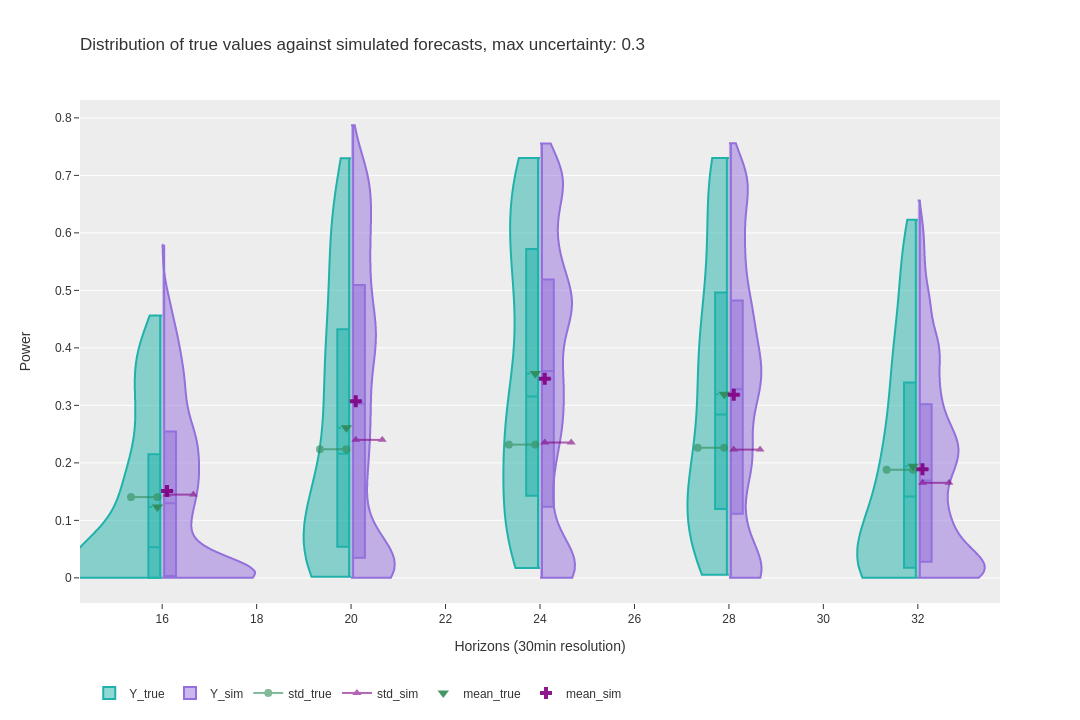 Distribution of true values against simulated forecasts, max uncertainty: 0.3
0.8
0.7
0.6
0.5
0.4
0.3
0.2
0.1
0
Power
16 18 20 22 24 26 28 30 32
Horizons (30min resolution)
Y_true Y_sim std_true std_sim mean_true mean_sim